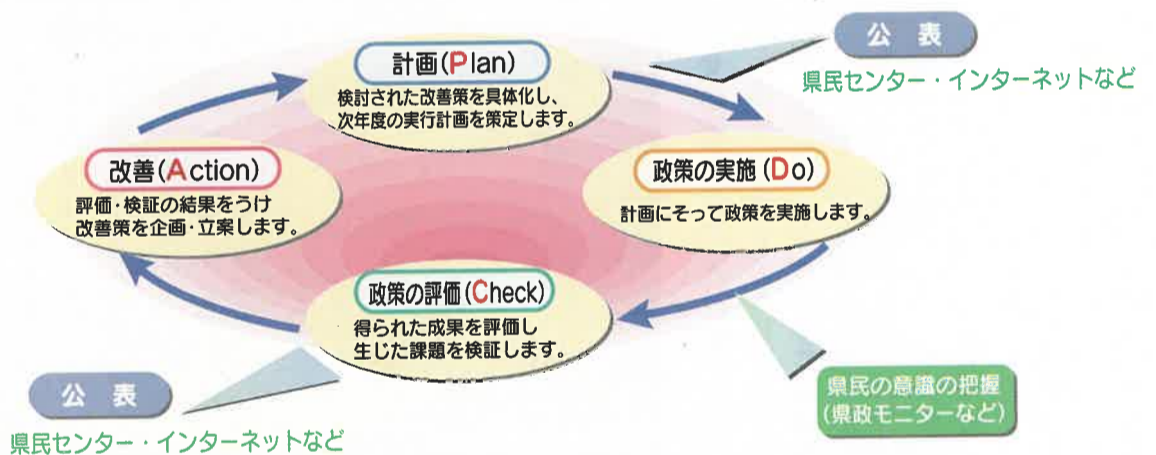 計画(Plan)
検討された改善策を具体化し、
次年度の実行計画を策定します。
公表
県民センター・インターネットなど
改善(Action)
評価・検証の結果をうけ
改善策を企画・立案します。
政策の実施(Do)
計画にそって政策を実施します。
政策の評価(Check)
得られた成果を評価し
生じた課題を検証します。
公表
県民センター・インターネットなど
県民の意識の把握
(県政モニターなど)